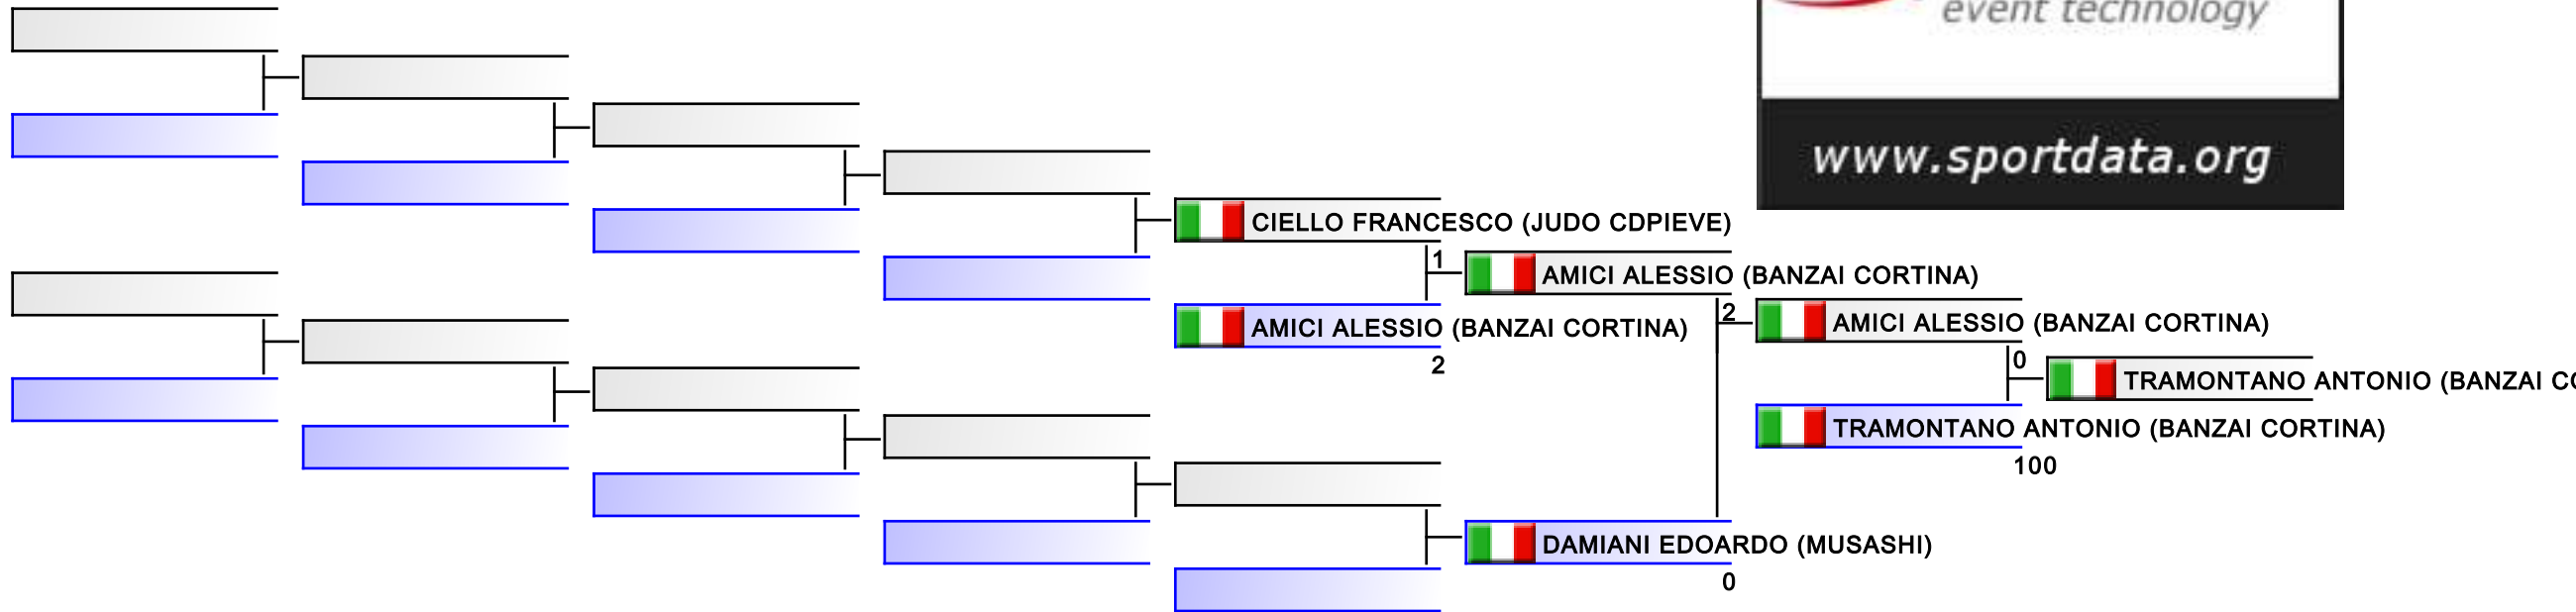 event technology
www.sportdata.org
CIELLO FRANCESCO (JUDO CDPIEVE)
1
AMICI ALESSIO (BANZAI CORTINA)
AMICI ALESSIO (BANZAI CORTINA)
2
2
AMICI ALESSIO (BANZAI CORTINA)
0
TRAMONTANO ANTONIO (BANZAI
TRAMONTANO ANTONIO (BANZAI CORTINA)
100
DAMIANI EDOARDO (MUSASHI)
0